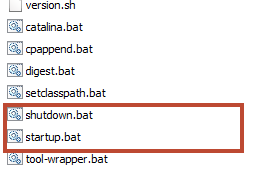 version.sh
catalina.bat
cpappend.bat
digest.bat
setclasspath.bat
shutdown.bat
startup.bat
tool-wrapper.bat